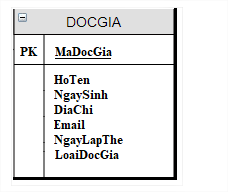 DOCGIA
PK MaDocGia
HoTen
NgaySinh
DiaChi
Email
NgayLapThe
LoaiDocGia